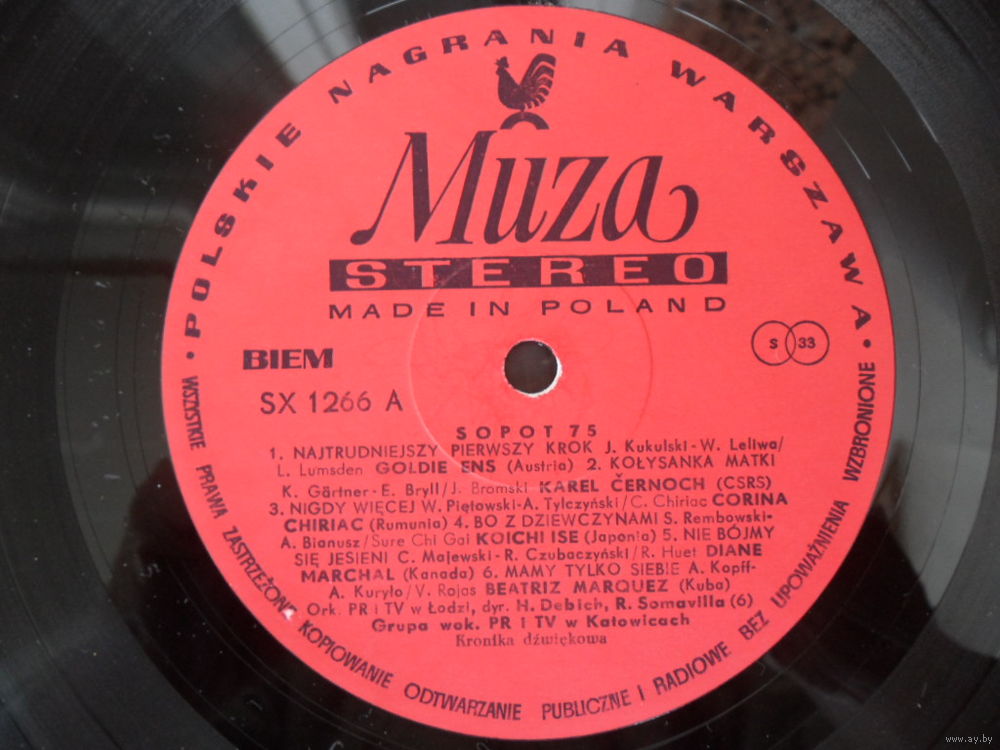 • POLSKIE NAGRANIA WARSZAWA •
Muza
STEREO
MADE IN POLAND
BIEM
S 33
SX 1266 A
SOPOT 75
1. NAJTRUDNIEJSZY PIERWSZY KROK J. Kukulski-W. Leliwa/
L. Lumsden GOLDIE ENS (Austria) 2. KOŁYSANKA MATKI
K. Gärtner-E. Bryll/J. Bromski KAREL ČERNOCH (CSRS)
3. NIGDY WIĘCEJ W. Piętowski-A. Tylczyński/C. Chiriac CORINA
CHIRIAC (Rumunia) 4. BO Z DZIEWCZYNAMI S. Rembowski-
A. Bianusz/Sure Chi Gai KOICHI ISE (Japonia) 5. NIE BÓJMY
SIĘ JESIENI C. Majewski-R. Czubaczyński/R. Huet DIANE
MARCHAL (Kanada) 6. MAMY TYLKO SIEBIE A. Kopff-
A. Kuryło/V. Rojas BEATRIZ MARQUEZ (Kuba)
Ork. PR i TV w Łodzi, dyr. H. Debich, R. Somavilla (6)
Grupa wok. PR i TV w Katowicach
Kronika dźwiękowa
WSZYSTKIE PRAWA ZASTRZEŻONE KOPIOWANIE ODTWARZANIE PUBLICZNE I RADIOWE BEZ UPOWAŻNIENIA WZBRONIONE
www.ay.by